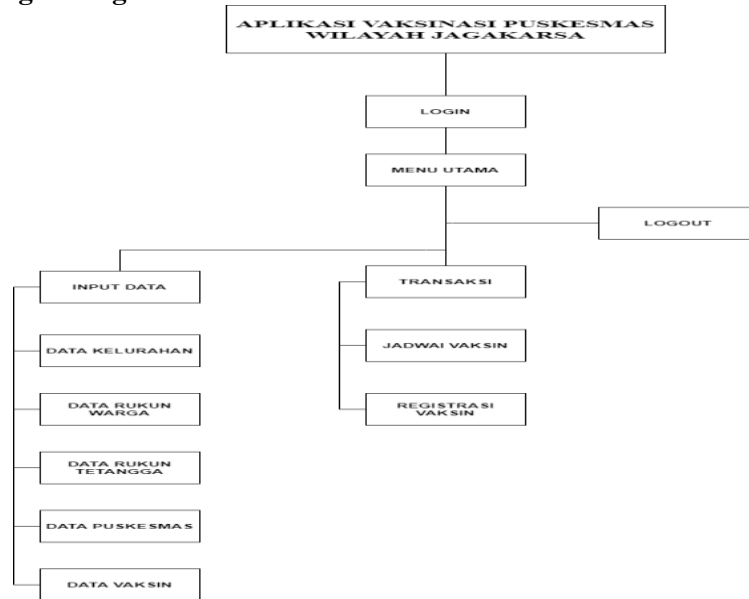 APLIKASI VAKSINASI PUSKESMAS
WILAYAH JAGAKARSA
LOGIN
MENU UTAMA
LOGOUT
INPUT DATA
TRANSAKSI
DATA KELURAHAN
JADWAI VAKSIN
DATA RUKUN
WARGA
REGISTRASI
VAKSIN
DATA RUKUN
TETANGGA
DATA PUSKESMAS
DATA VAKSIN